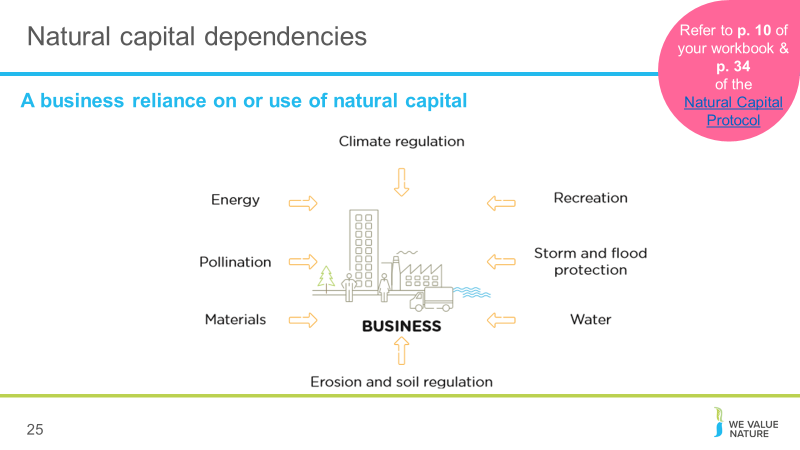 Natural capital dependencies
Refer to p. 10 of
your workbook &
p. 34
of the
Natural Capital
Protocol
A business reliance on or use of natural capital
Climate regulation
Energy
Recreation
Pollination
Storm and flood
protection
Materials
BUSINESS
Water
Erosion and soil regulation
25
WE VALUE
NATURE